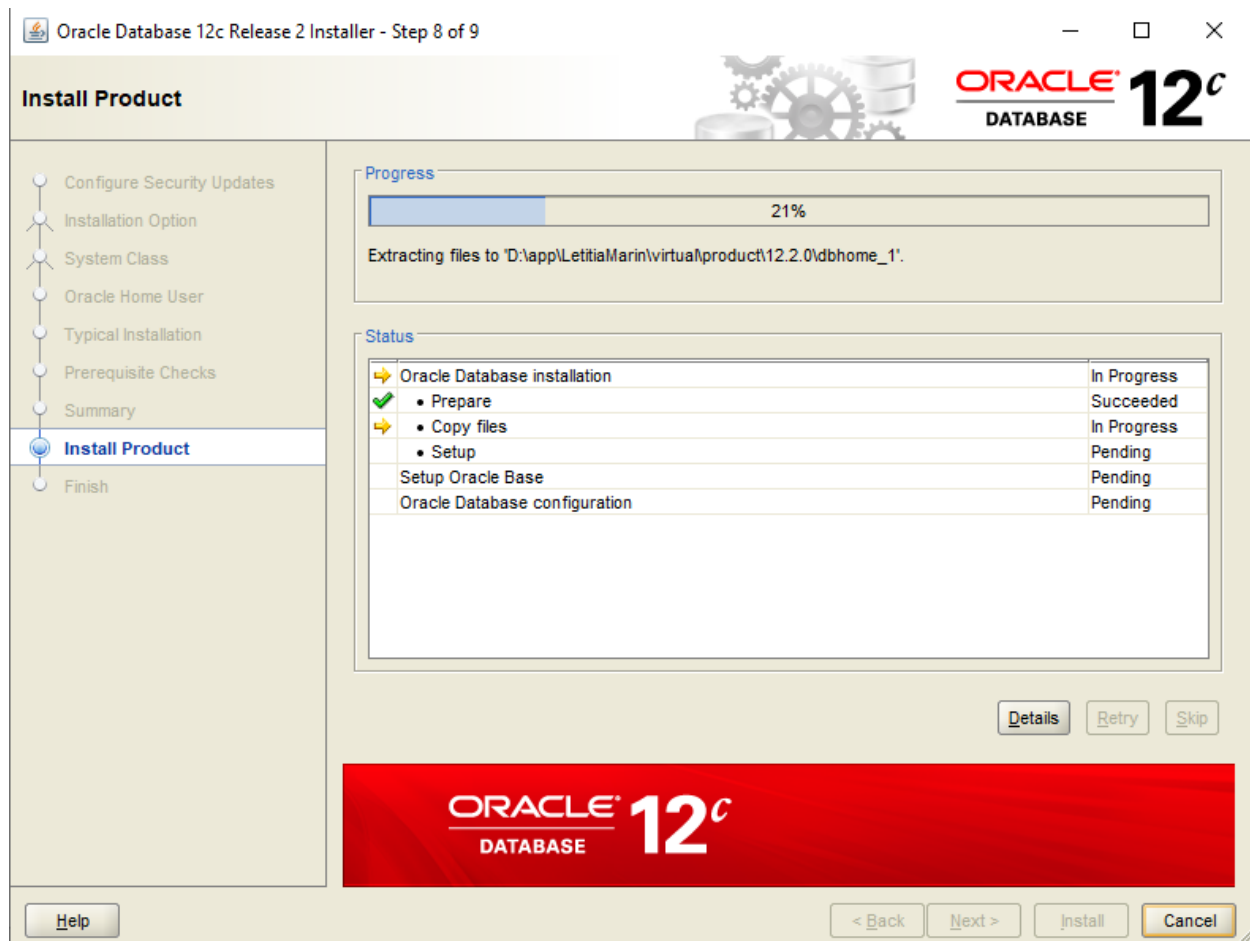 Oracle Database 12c Release 2 Installer - Step 8 of 9
Install Product
ORACLE DATABASE 12c
Configure Security Updates
Installation Option
System Class
Oracle Home User
Typical Installation
Prerequisite Checks
Summary
Install Product
Finish
Progress
21%
Extracting files to 'D:\app\LetitiaMarin\virtual\product\12.2.0\dbhome_1'.
Status
Oracle Database installation In Progress
• Prepare Succeeded
• Copy files In Progress
• Setup Pending
Setup Oracle Base Pending
Oracle Database configuration Pending
Details Retry Skip
ORACLE DATABASE 12c
Help < Back Next > Install Cancel